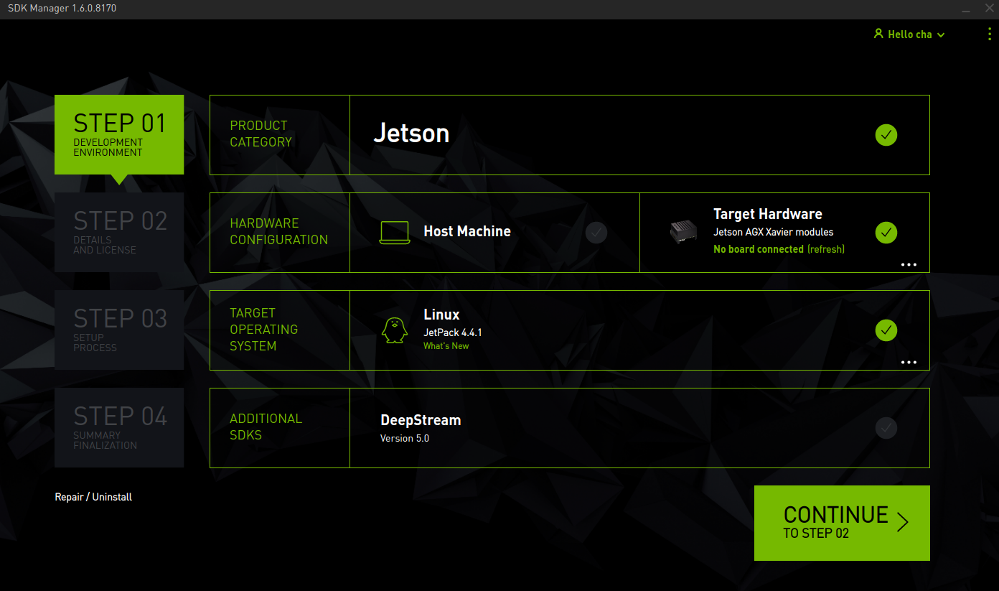 SDK Manager 1.6.0.8170
Hello cha
STEP 01
DEVELOPMENT
ENVIRONMENT
PRODUCT
CATEGORY
Jetson
STEP 02
DETAILS
AND LICENSE
HARDWARE
CONFIGURATION
Host Machine
Target Hardware
Jetson AGX Xavier modules
No board connected (refresh)
STEP 03
SETUP
PROCESS
TARGET
OPERATING
SYSTEM
Linux
JetPack 4.4.1
What's New
STEP 04
SUMMARY
FINALIZATION
ADDITIONAL
SDKS
DeepStream
Version 5.0
Repair / Uninstall
CONTINUE
TO STEP 02